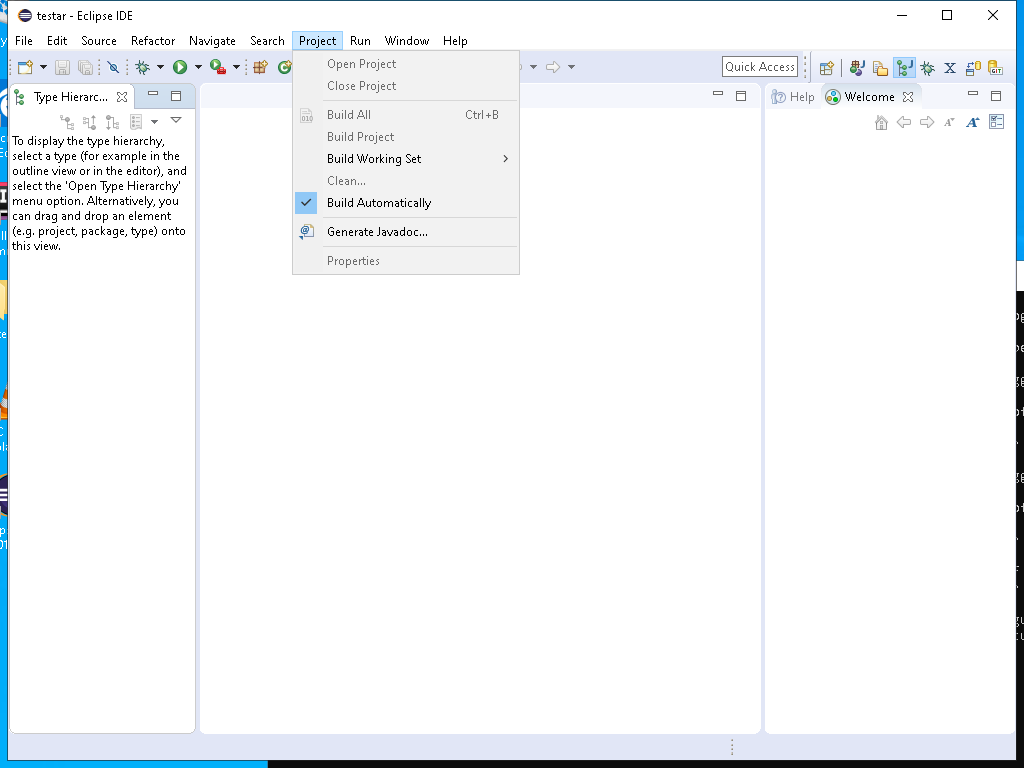 testar - Eclipse IDE
File Edit Source Refactor Navigate Search Project Run Window Help
Quick Access
Open Project
Close Project
Build All Ctrl+B
Build Project
Build Working Set
Clean...
Build Automatically
Generate Javadoc...
Properties
Type Hierarc...
To display the type hierarchy,
select a type (for example in the
outline view or in the editor), and
select the 'Open Type Hierarchy'
menu option. Alternatively, you
can drag and drop an element
(e.g. project, package, type) onto
this view.
Help Welcome